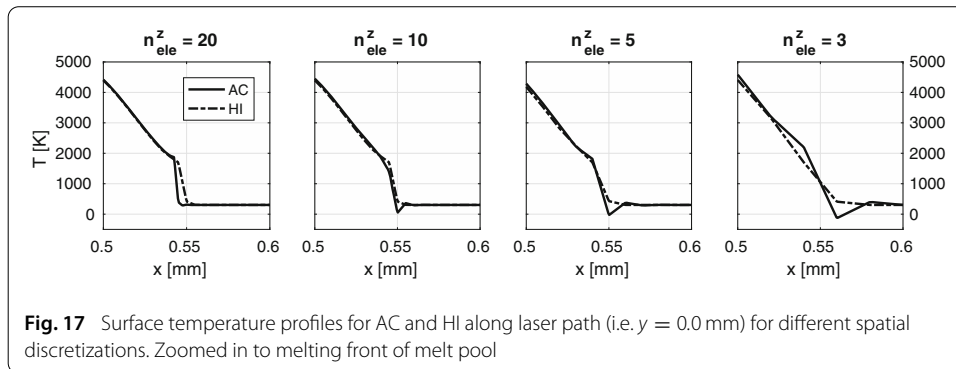 n^z_ele = 20
n^z_ele = 10
n^z_ele = 5
n^z_ele = 3
5000
4000
3000
2000
1000
0
T [K]
AC
HI
5000
4000
3000
2000
1000
0
0.5 0.55 0.6
0.5 0.55 0.6
0.5 0.55 0.6
0.5 0.55 0.6
x [mm]
x [mm]
x [mm]
x [mm]
Fig. 17 Surface temperature profiles for AC and HI along laser path (i.e. y = 0.0 mm) for different spatial
discretizations. Zoomed in to melting front of melt pool